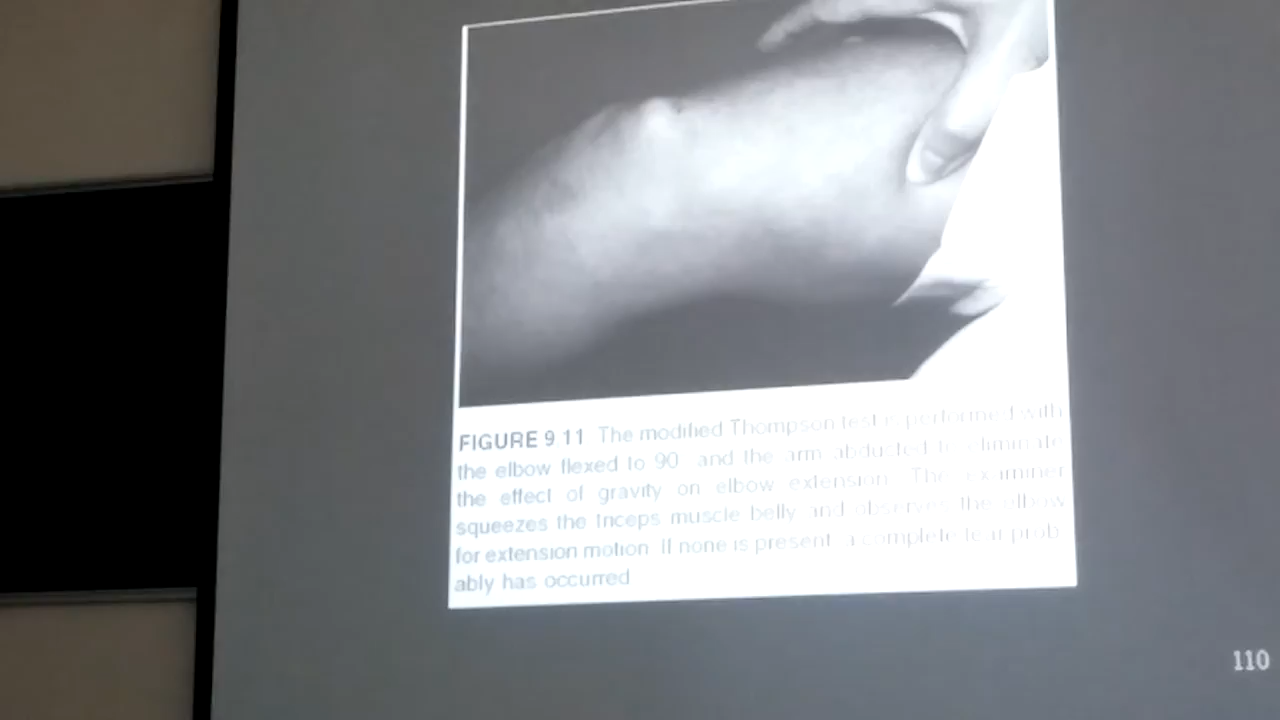 FIGURE 9 11 The modified Thompson test is performed with
the elbow flexed to 90 and the arm abducted to eliminate
the effect of gravity on elbow extension. The examiner
squeezes the triceps muscle belly and observes the elbow
for extension motion. If none is present, a complete tear prob-
ably has occurred
110